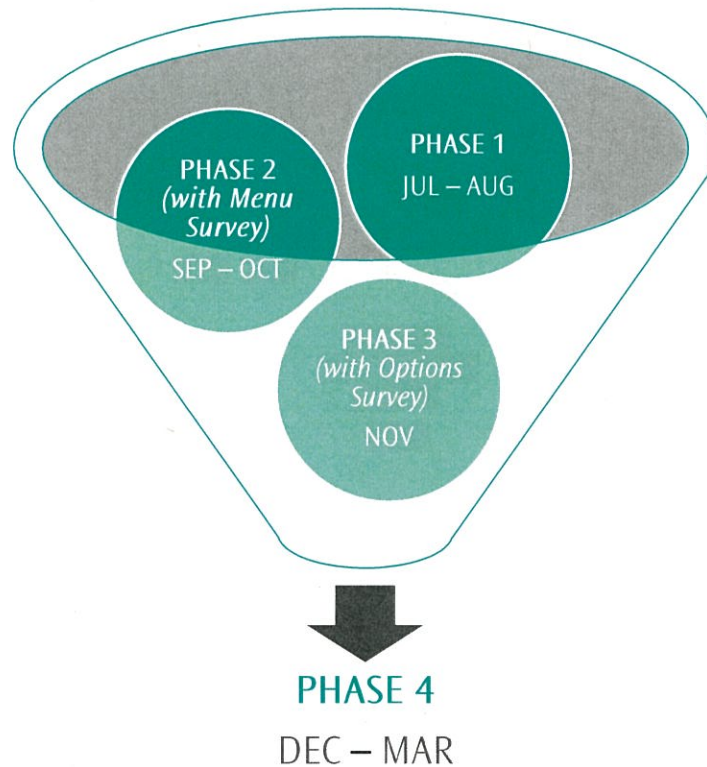 PHASE 1
JUL – AUG
PHASE 2
(with Menu
Survey)
SEP – OCT
PHASE 3
(with Options
Survey)
NOV
PHASE 4
DEC – MAR